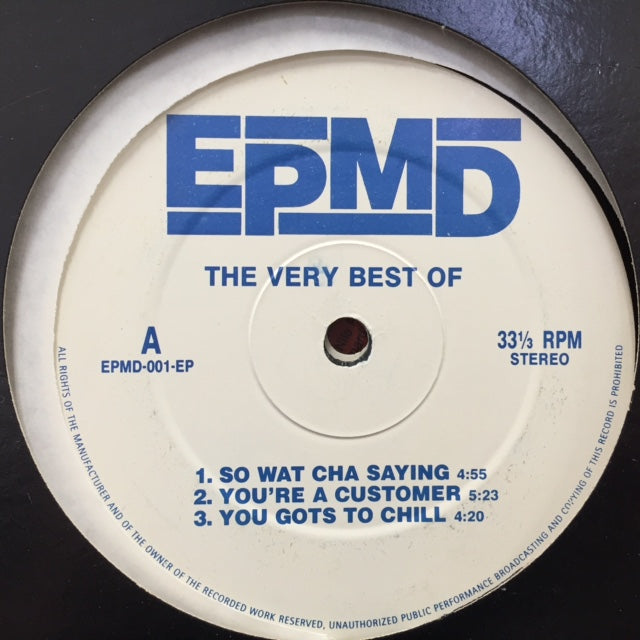 EPMD
THE VERY BEST OF
A
EPMD-001-EP
33⅓ RPM
STEREO
1. SO WAT CHA SAYING 4:55
2. YOU'RE A CUSTOMER 5:23
3. YOU GOTS TO CHILL 4:20
ALL RIGHTS OF THE MANUFACTURER AND OF THE OWNER OF THE RECORDED WORK RESERVED, UNAUTHORIZED PUBLIC PERFORMANCE BROADCASTING AND COPYING OF THIS RECORD IS PROHIBITED